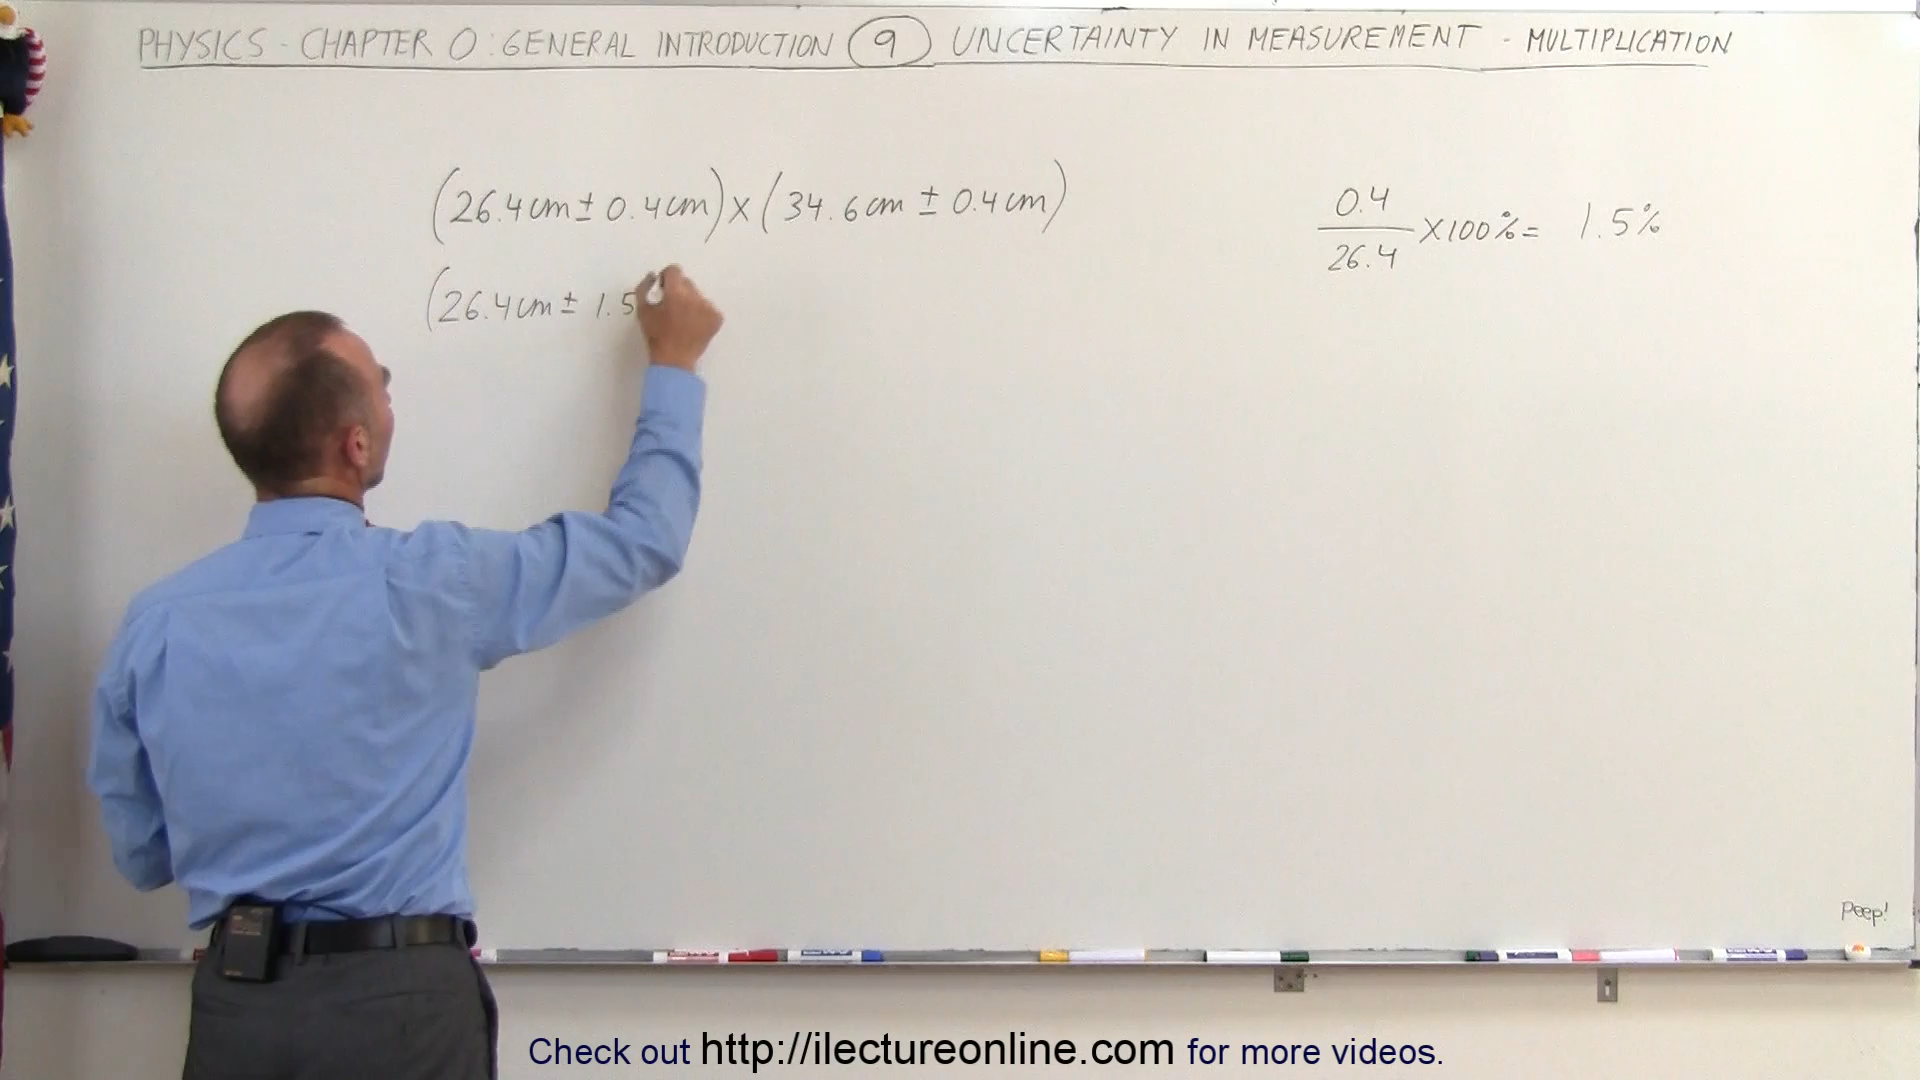 PHYSICS - CHAPTER 0: GENERAL INTRODUCTION 9 UNCERTAINTY IN MEASUREMENT - MULTIPLICATION
(26.4cm ± 0.4cm) x (34.6cm ± 0.4cm)
0.4
26.4
X100% = 1.5%
(26.4cm ± 1.5
Peep!
Check out http://ilectureonline.com for more videos.